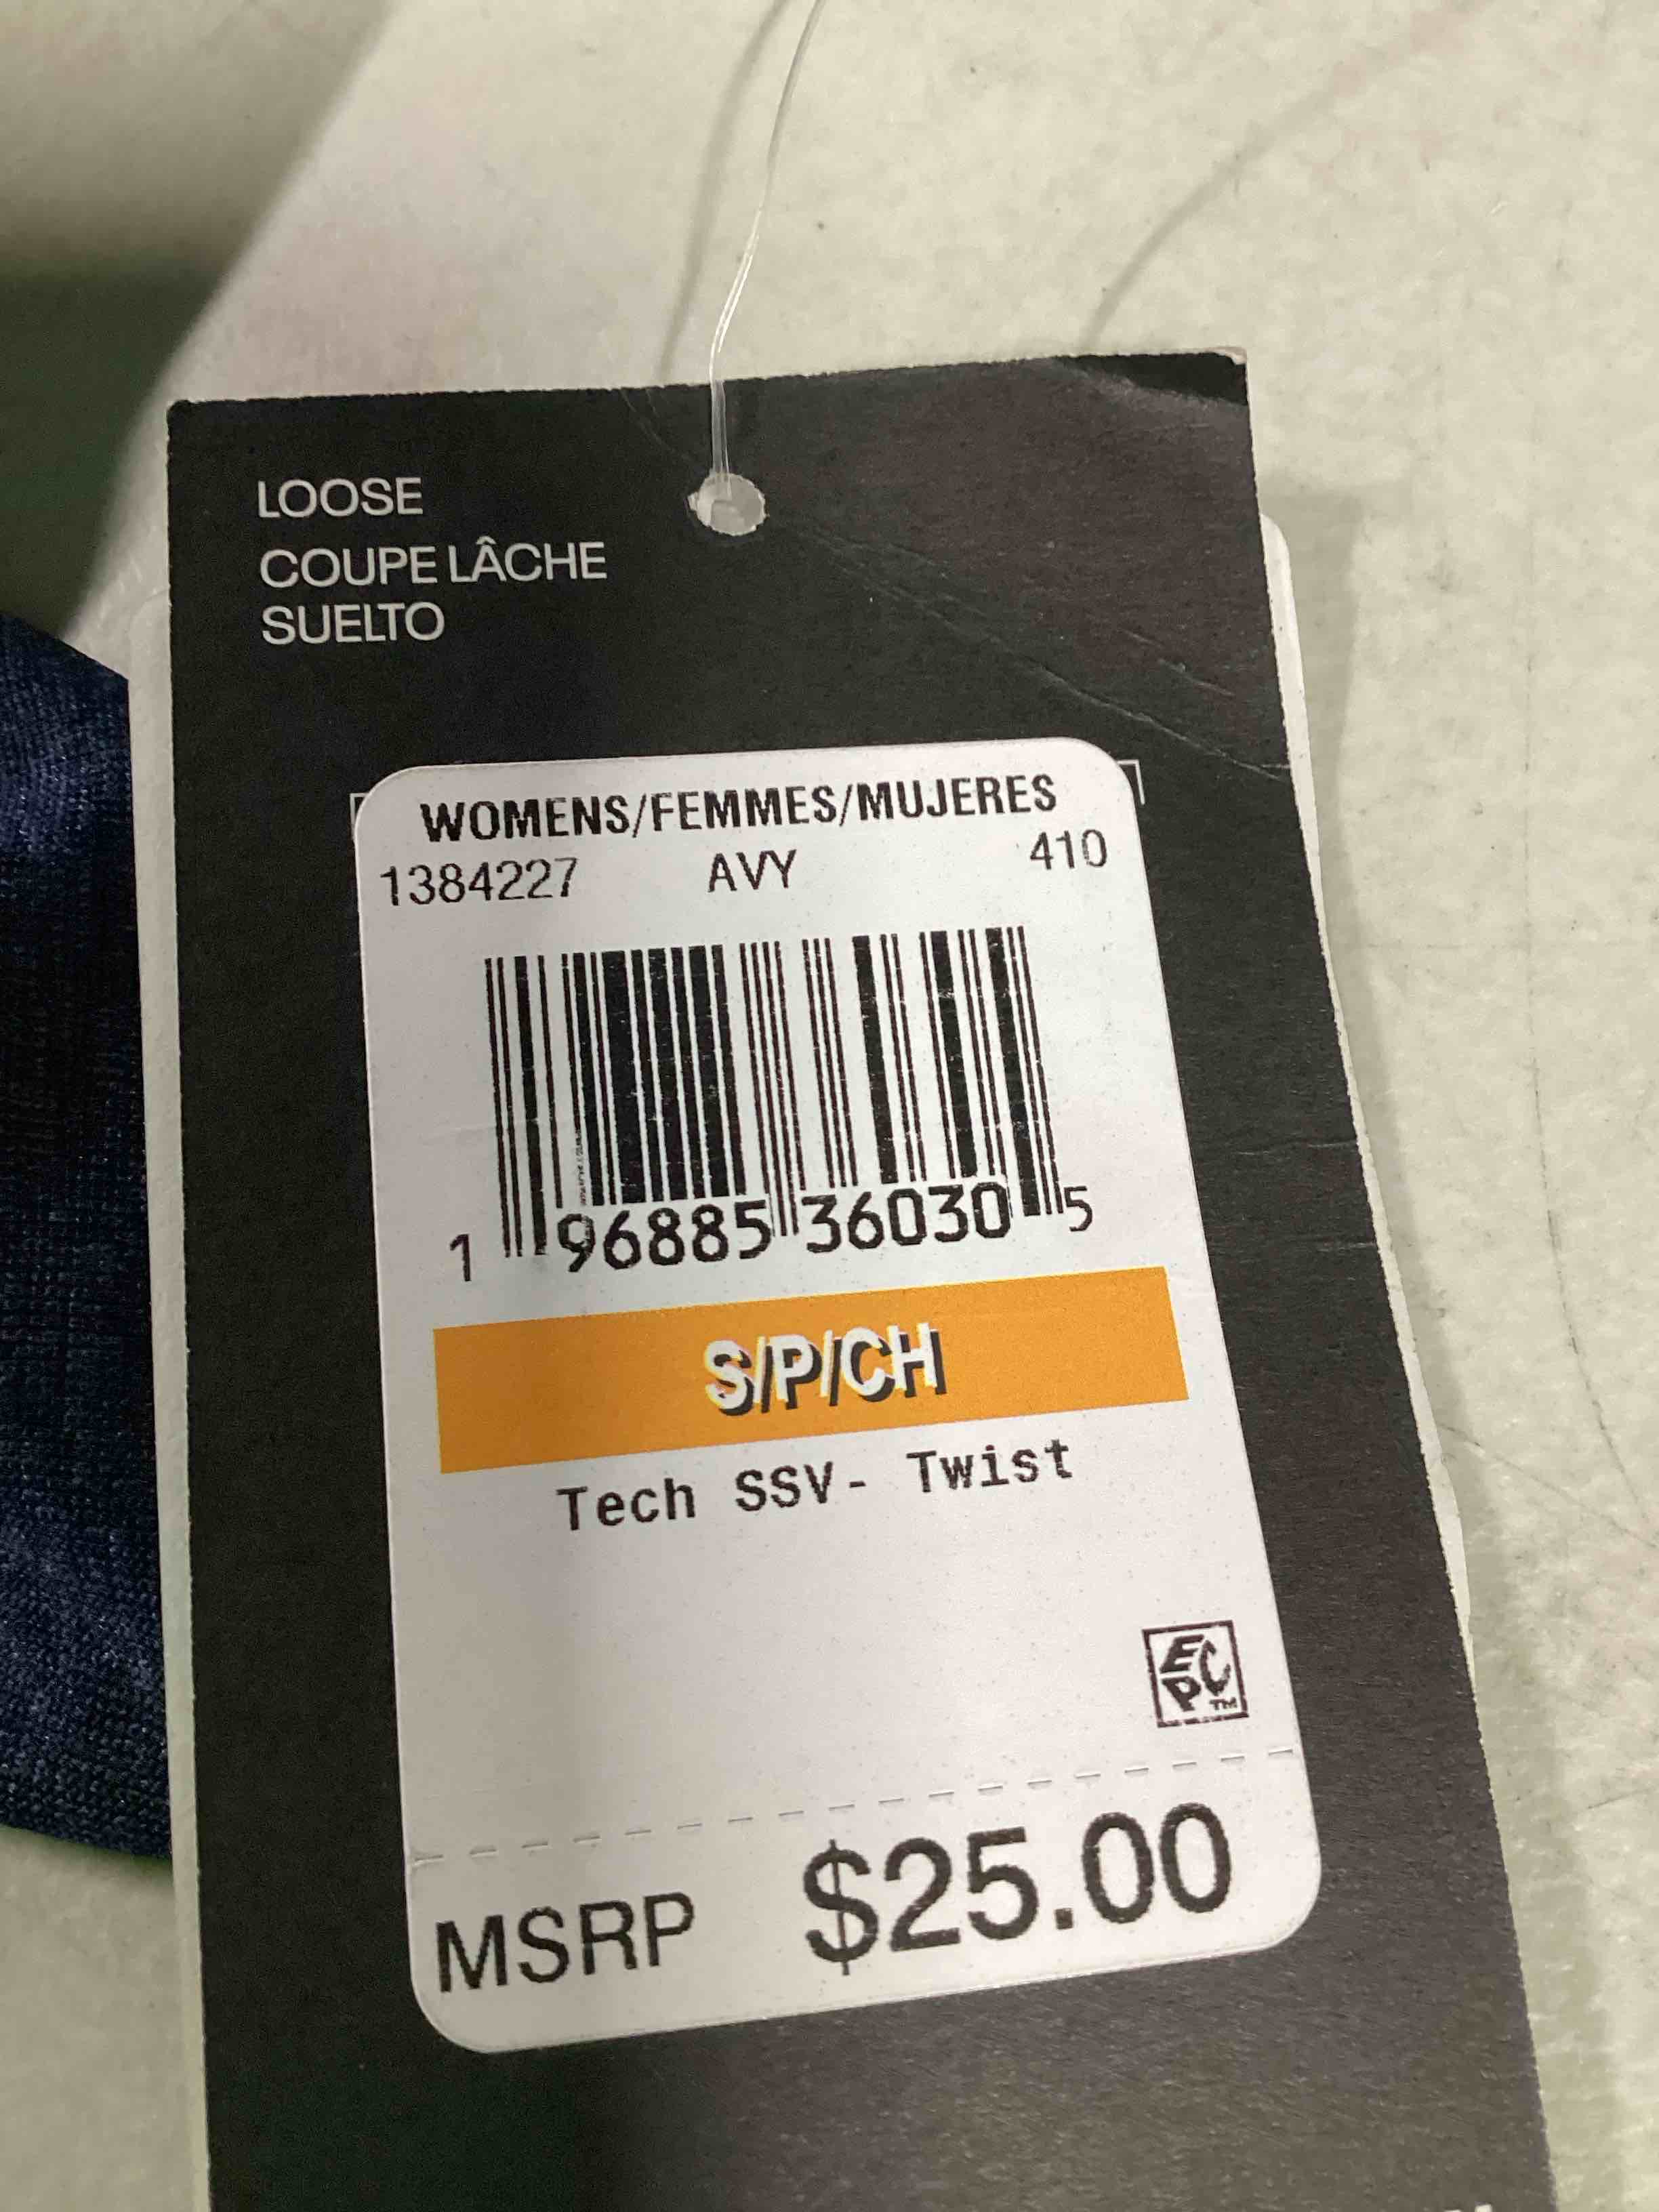 LOOSE
COUPE LÂCHE
SUELTO
WOMENS/FEMMES/MUJERES
1384227 AVY 410
1 96885 36030 5
S/P/CH
Tech SSV- Twist
EPC™
MSRP $25.00